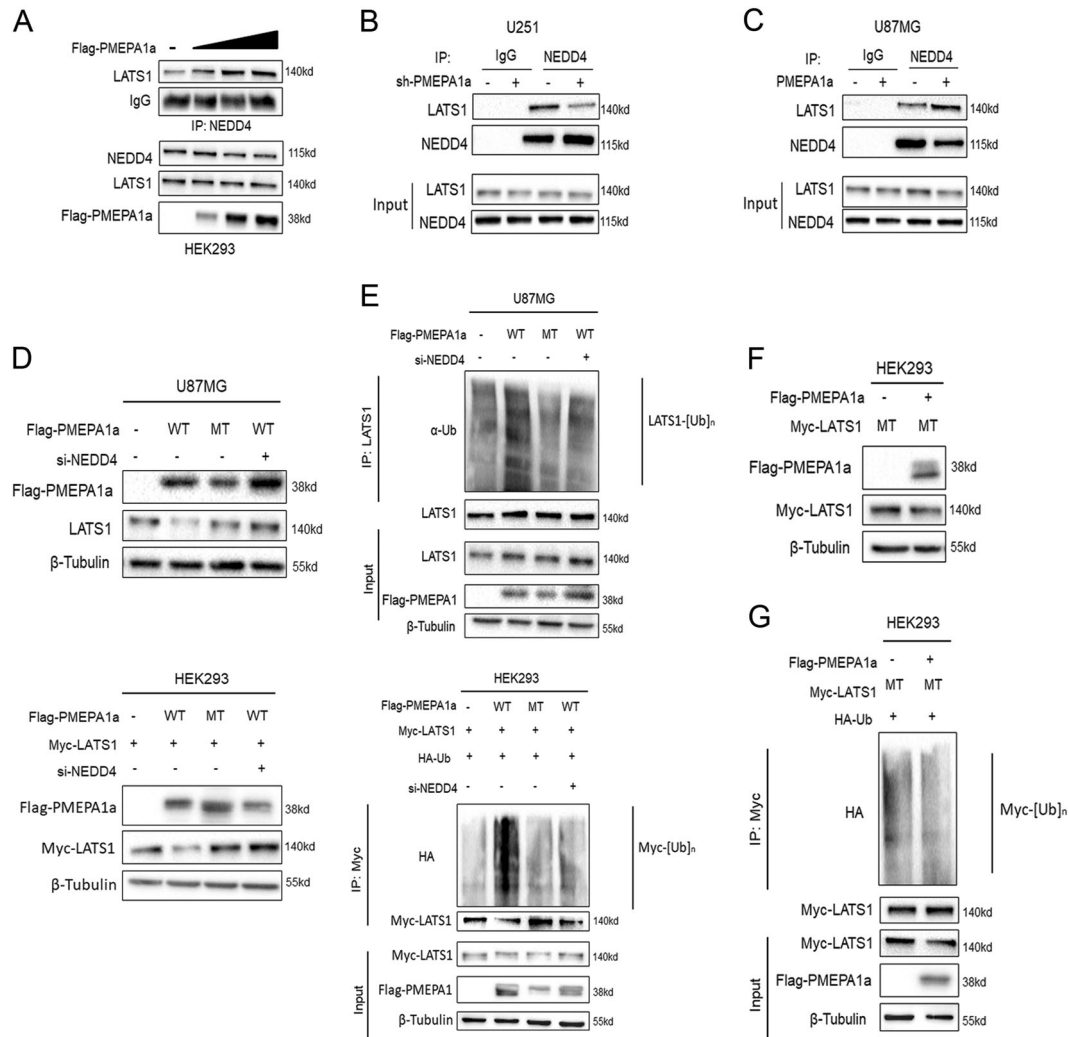 A
Flag-PMEPA1a -
LATS1 140kd
IgG
IP: NEDD4
NEDD4 115kd
LATS1 140kd
Flag-PMEPA1a 38kd
HEK293
B
U251
IP: IgG NEDD4
sh-PMEPA1a - + - +
LATS1 140kd
NEDD4 115kd
Input
LATS1 140kd
NEDD4 115kd
C
U87MG
IP: IgG NEDD4
PMEPA1a - + - +
LATS1 140kd
NEDD4 115kd
Input
LATS1 140kd
NEDD4 115kd
D
U87MG
Flag-PMEPA1a - WT MT WT
si-NEDD4 - - - +
Flag-PMEPA1a 38kd
LATS1 140kd
β-Tubulin 55kd
HEK293
Flag-PMEPA1a - WT MT WT
Myc-LATS1 + + + +
si-NEDD4 - - - +
Flag-PMEPA1a 38kd
Myc-LATS1 140kd
β-Tubulin 55kd
E
U87MG
Flag-PMEPA1a - WT MT WT
si-NEDD4 - - - +
IP: LATS1
α-Ub LATS1-[Ub]n
LATS1 140kd
Input
LATS1 140kd
Flag-PMEPA1 38kd
β-Tubulin 55kd
HEK293
Flag-PMEPA1a - WT MT WT
Myc-LATS1 + + + +
HA-Ub + + + +
si-NEDD4 - - - +
IP: Myc
HA Myc-[Ub]n
Myc-LATS1 140kd
Input
Myc-LATS1 140kd
Flag-PMEPA1 38kd
β-Tubulin 55kd
F
HEK293
Flag-PMEPA1a - +
Myc-LATS1 MT MT
Flag-PMEPA1a 38kd
Myc-LATS1 140kd
β-Tubulin 55kd
G
HEK293
Flag-PMEPA1a - +
Myc-LATS1 MT MT
HA-Ub + +
IP: Myc
HA Myc-[Ub]n
Myc-LATS1 140kd
Input
Myc-LATS1 140kd
Flag-PMEPA1a 38kd
β-Tubulin 55kd